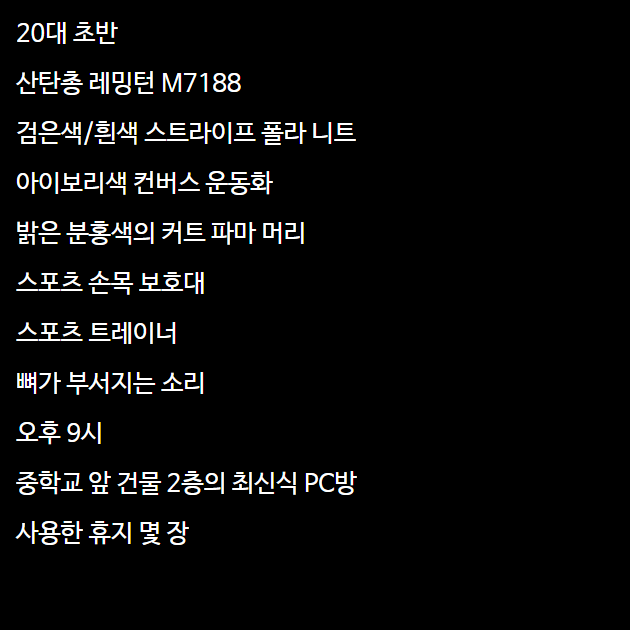 20대 초반
산탄총 레밍턴 M7188
검은색/흰색 스트라이프 폴라 니트
아이보리색 컨버스 운동화
밝은 분홍색의 커트 파마 머리
스포츠 손목 보호대
스포츠 트레이너
뼈가 부서지는 소리
오후 9시
중학교 앞 건물 2층의 최신식 PC방
사용한 휴지 몇 장